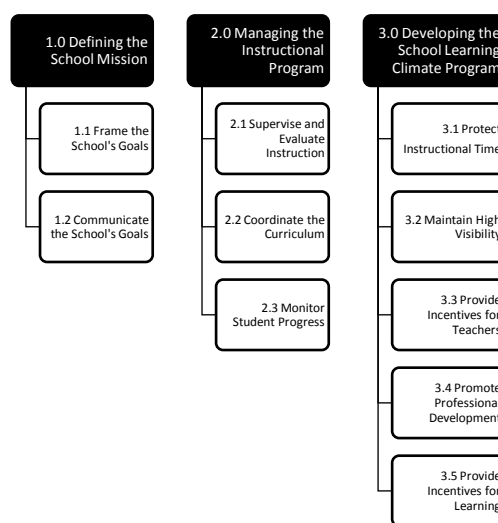 1.0 Defining the
School Mission
1.1 Frame the
School's Goals
1.2 Communicate
the School's Goals
2.0 Managing the
Instructional
Program
2.1 Supervise and
Evaluate
Instruction
2.2 Coordinate the
Curriculum
2.3 Monitor
Student Progress
3.0 Developing the
School Learning
Climate Program
3.1 Protect
Instructional Time
3.2 Maintain High
Visibility
3.3 Provide
Incentives for
Teachers
3.4 Promote
Professional
Development
3.5 Provide
Incentives for
Learning